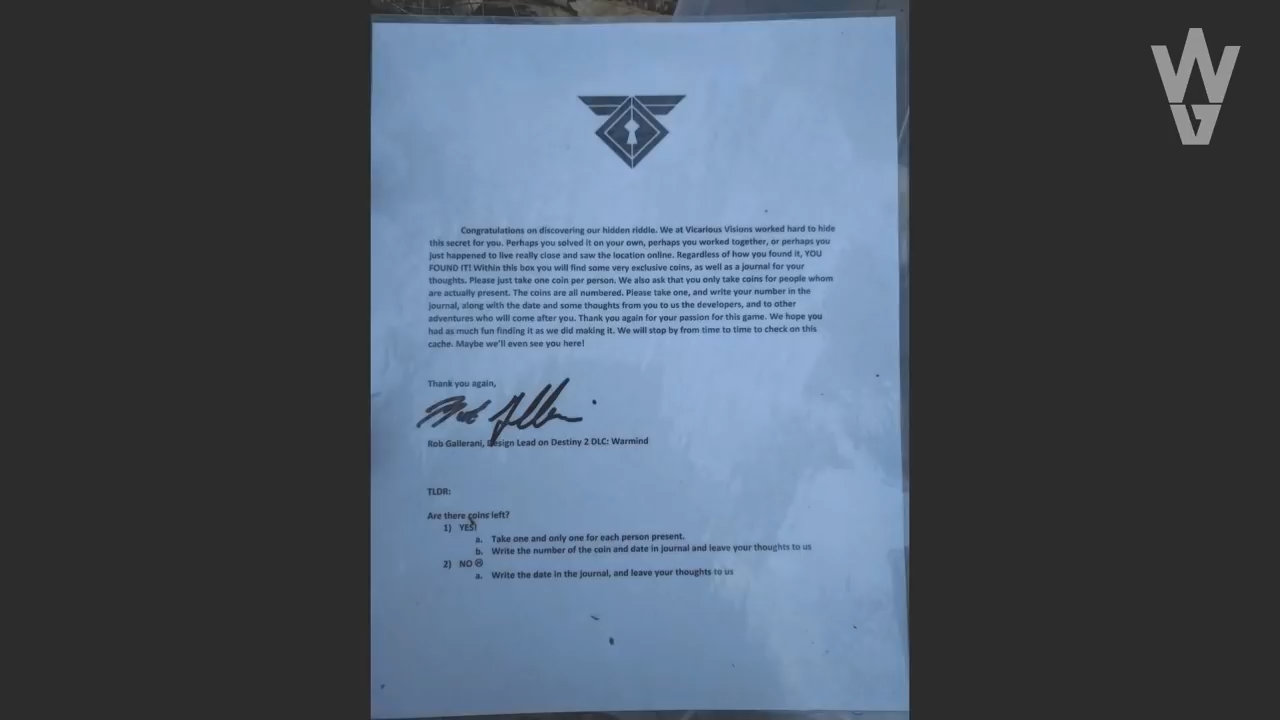 Congratulations on discovering our hidden riddle. We at Vicarious Visions worked hard to hide
this secret for you. Perhaps you solved it on your own, perhaps you worked together, or perhaps you
just happened to live really close and saw the location online. Regardless of how you found it, YOU
FOUND IT! Within this box you will find some very exclusive coins, as well as a journal for your
thoughts. Please just take one coin per person. We also ask that you only take coins for people whom
are actually present. The coins are all numbered. Please take one, and write your number in the
journal, along with the date and some thoughts from you to us the developers, and to other
adventures who will come after you. Thank you again for your passion for this game. We hope you
had as much fun finding it as we did making it. We will stop by from time to time to check on this
cache. Maybe we'll even see you here!
Thank you again,
Rob Gallerani, Design Lead on Destiny 2 DLC: Warmind
TLDR:
Are there coins left?
1) YES!
a. Take one and only one for each person present.
b. Write the number of the coin and date in journal and leave your thoughts to us
2) NO ☹
a. Write the date in the journal, and leave your thoughts to us